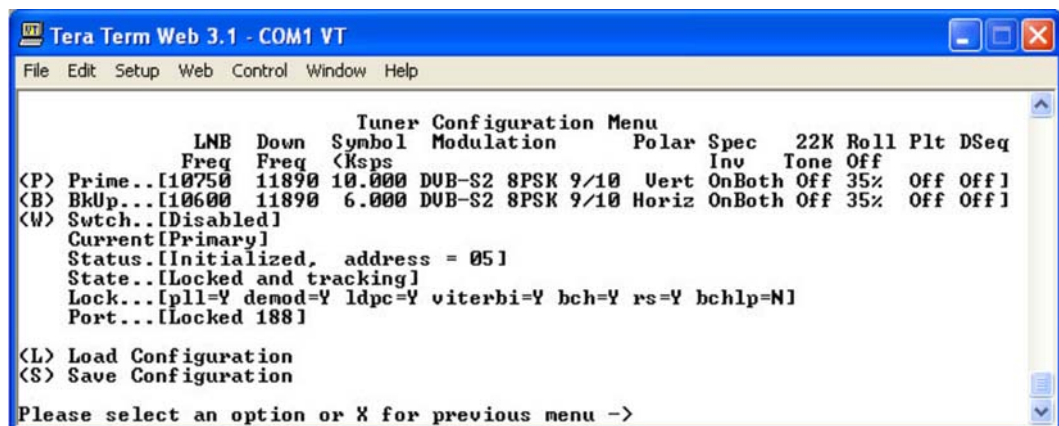 Tera Term Web 3.1 - COM1 VT
File Edit Setup Web Control Window Help
Tuner Configuration Menu
LNB Down Symbol Modulation Polar Spec 22K Roll Plt DSeq
Freq Freq (Ksps Inv Tone Off
(P) Prime..[10750 11890 10.000 DVB-S2 8PSK 9/10 Vert OnBoth Off 35% Off Off]
(B) BkUp...[10600 11890 6.000 DVB-S2 8PSK 9/10 Horiz OnBoth Off 35% Off Off]
(W) Swtch..[Disabled]
Current[Primary]
Status.[Initialized, address = 05]
State..[Locked and tracking]
Lock...[pll=Y demod=Y ldpc=Y viterbi=Y bch=Y rs=Y bchlp=N]
Port...[Locked 188]
(L) Load Configuration
(S) Save Configuration
Please select an option or X for previous menu ->